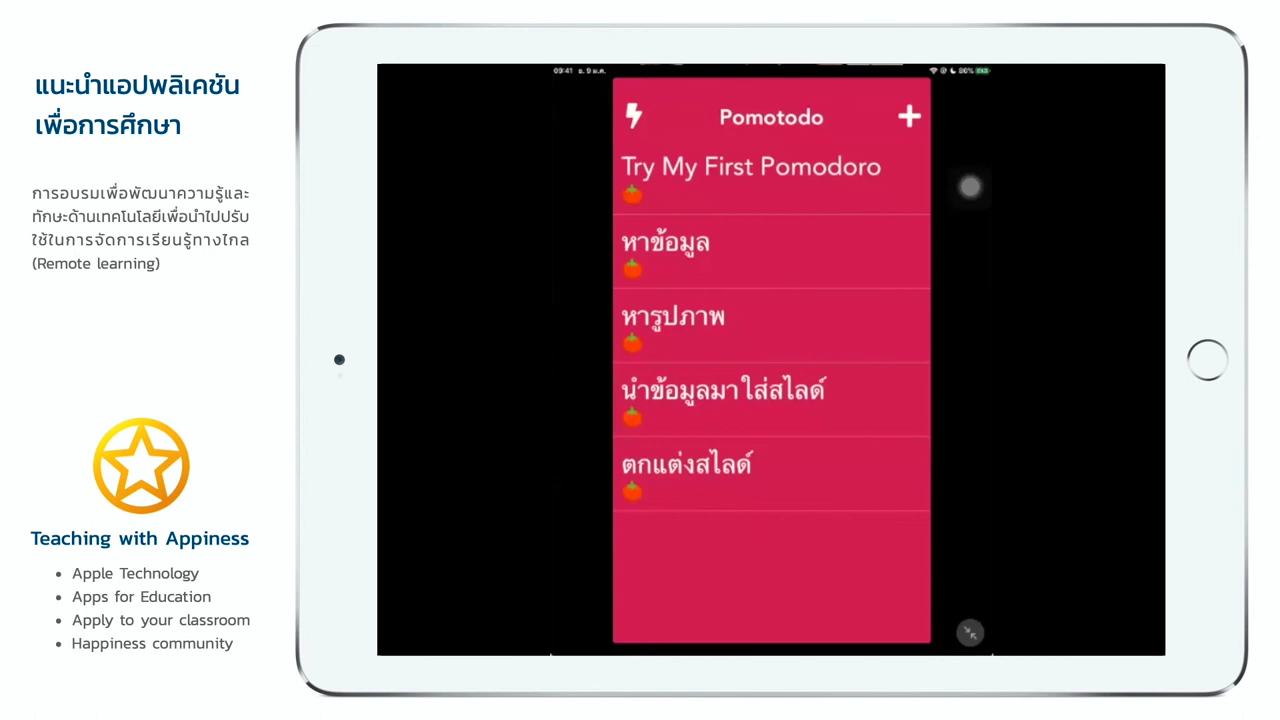 แนะนำแอปพลิเคชัน
เพื่อการศึกษา
การอบรมเพื่อพัฒนาความรู้และ
ทักษะด้านเทคโนโลยีเพื่อนำไปปรับ
ใช้ในการจัดการเรียนรู้ทางไกล
(Remote learning)
Teaching with Appiness
• Apple Technology
• Apps for Education
• Apply to your classroom
• Happiness community
09:41 อ. 9 ม.ค.
86%
Pomotodo
Try My First Pomodoro
หาข้อมูล
หารูปภาพ
นำข้อมูลมาใส่สไลด์
ตกแต่งสไลด์